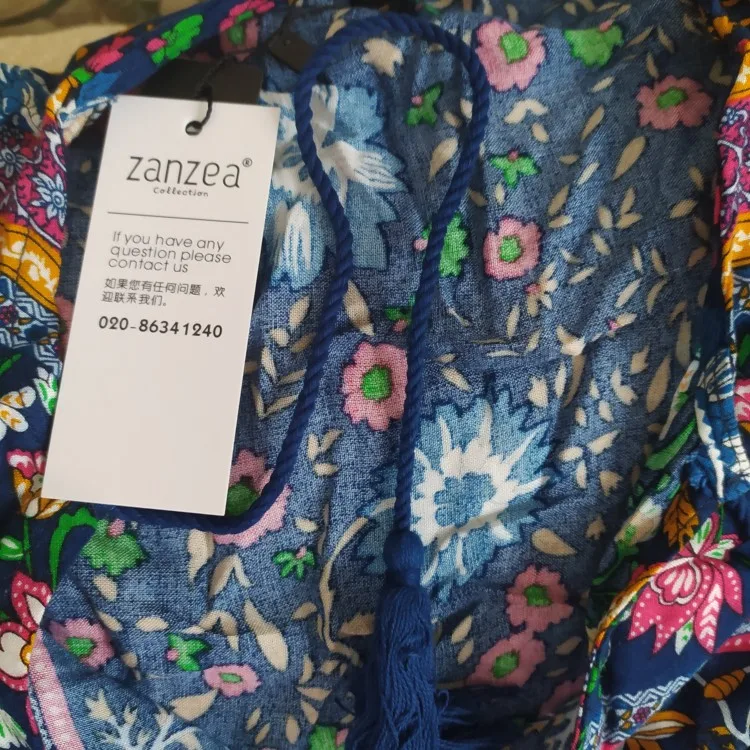 zanzea®
Collection
If you have any
question please
contact us
如果您有任何问题，欢
迎联系我们。
020-86341240